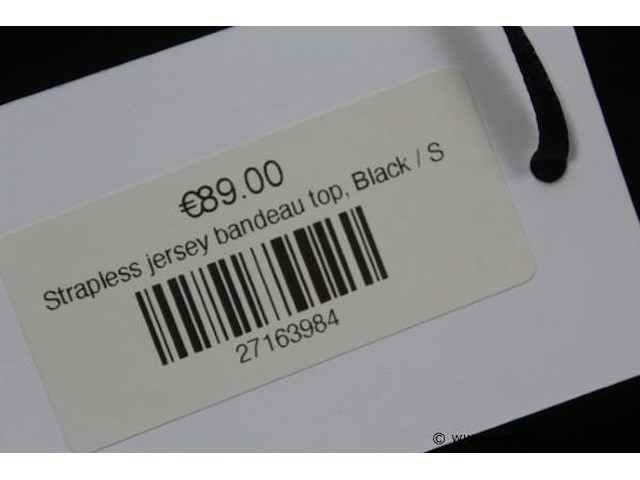 €89.00
Strapless jersey bandeau top, Black / S
27163984
©